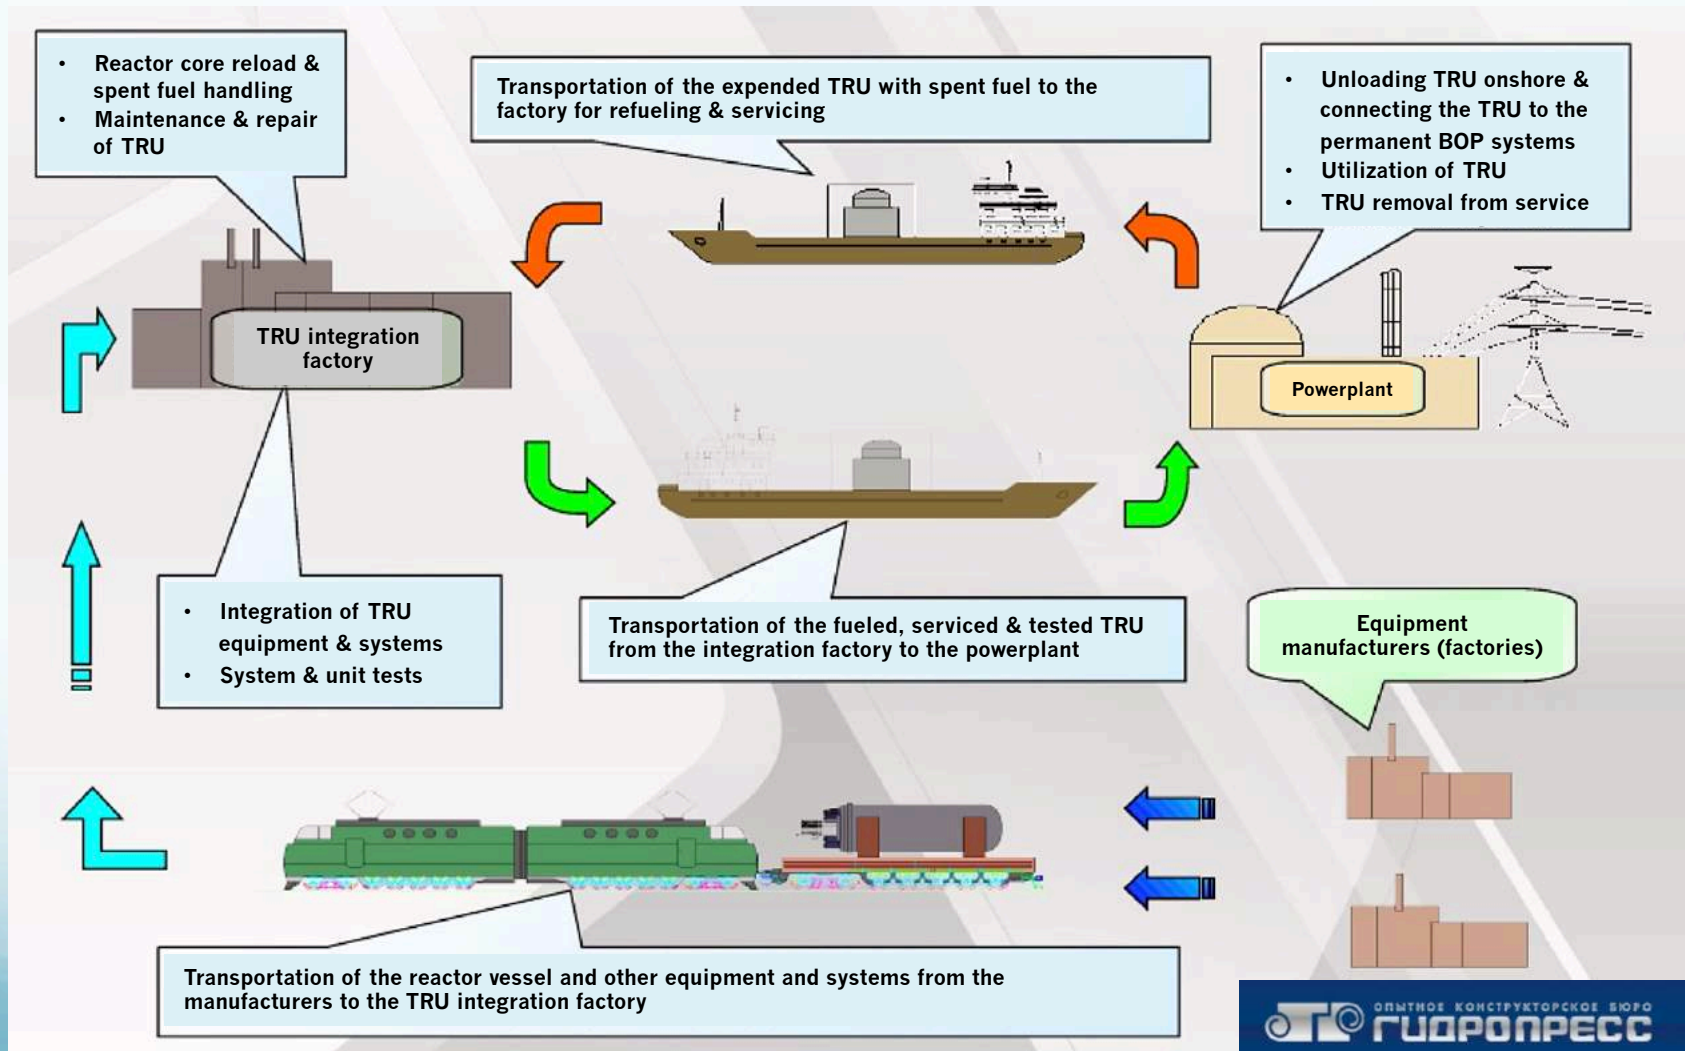 • Reactor core reload &
spent fuel handling
• Maintenance & repair
of TRU
Transportation of the expended TRU with spent fuel to the
factory for refueling & servicing
• Unloading TRU onshore &
connecting the TRU to the
permanent BOP systems
• Utilization of TRU
• TRU removal from service
TRU integration
factory
Powerplant
• Integration of TRU
equipment & systems
• System & unit tests
Transportation of the fueled, serviced & tested TRU
from the integration factory to the powerplant
Equipment
manufacturers (factories)
Transportation of the reactor vessel and other equipment and systems from the
manufacturers to the TRU integration factory
ОПЫТНОЕ КОНСТРУКТОРСКОЕ БЮРО
ГИДРОПРЕСС